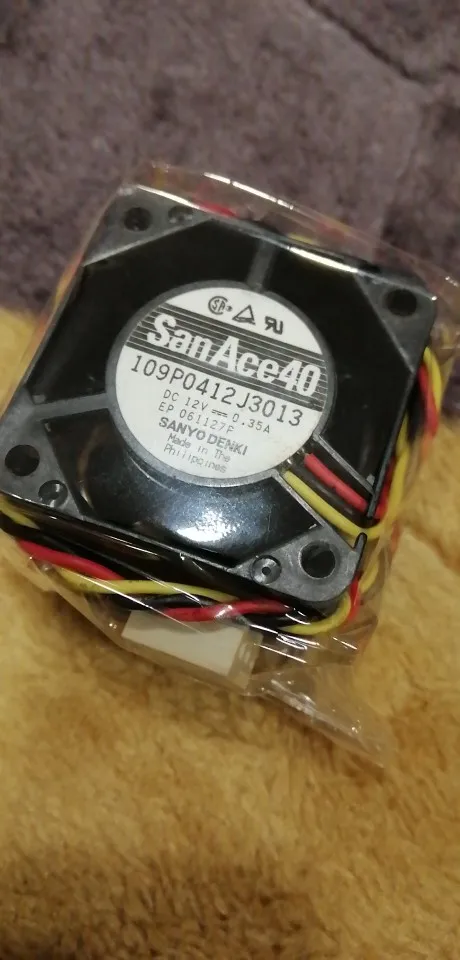 SanAce40
109P0412J3013
DC 12V ⎓ 0.35A
EP 061127F
SANYO DENKI
Made in The
Philippines